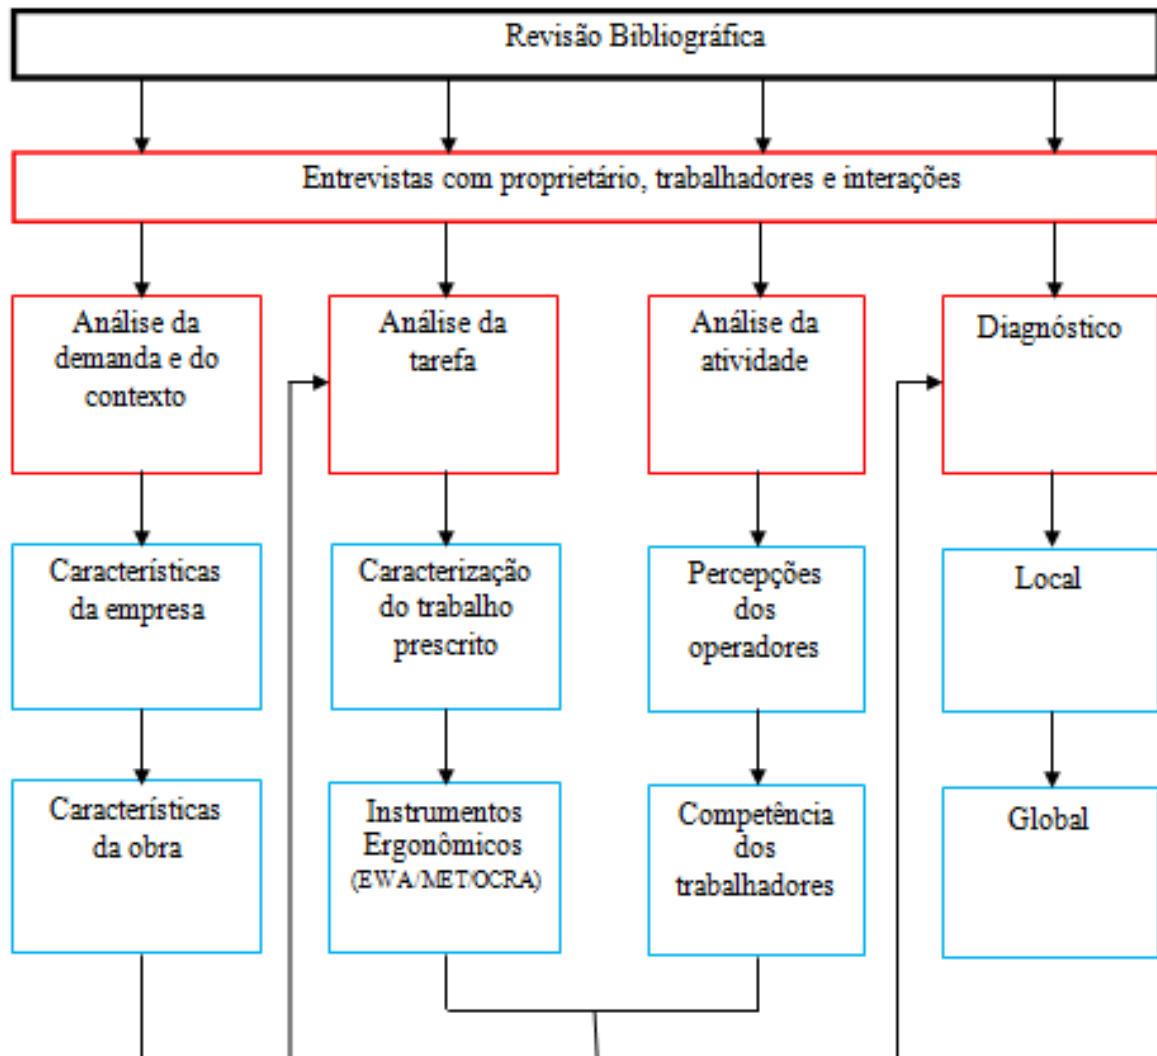 Revisão Bibliográfica
Entrevistas com proprietário, trabalhadores e interações
Análise da
demanda e do
contexto
Análise da
tarefa
Análise da
atividade
Diagnóstico
Características
da empresa
Caracterização
do trabalho
prescrito
Percepções
dos
operadores
Local
Características
da obra
Instrumentos
Ergonômicos
(EWA/MET/OCRA)
Competência
dos
trabalhadores
Global